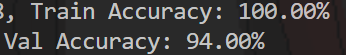 , Train Accuracy: 100.00%
Val Accuracy: 94.00%